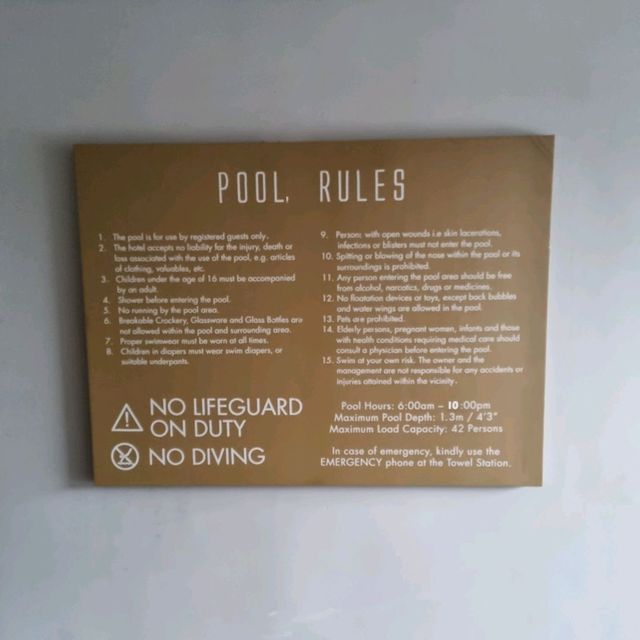 POOL RULES
1. The pool is for use by registered guests only.
2. The hotel accepts no liability for the injury, death or
loss associated with the use of the pool, e.g. articles
of clothing, valuables, etc.
3. Children under the age of 16 must be accompanied
by an adult.
4. Shower before entering the pool.
5. No running by the pool area.
6. Breakable Crockery, Glassware and Glass Bottles are
not allowed within the pool and surrounding area.
7. Proper swimwear must be worn at all times.
8. Children in diapers must wear swim diapers, or
suitable underpants.
NO LIFEGUARD
ON DUTY
NO DIVING
9. Persons with open wounds i.e skin lacerations,
infections or blisters must not enter the pool.
10. Spitting or blowing of the nose within the pool or its
surroundings is prohibited.
11. Any person entering the pool area should be free
from alcohol, narcotics, drugs or medicines.
12. No floatation devices or toys, except back bubbles
and water wings are allowed in the pool.
13. Pets are prohibited.
14. Elderly persons, pregnant women, infants and those
with health conditions requiring medical care should
consult a physician before entering the pool.
15. Swim at your own risk. The owner and the
management are not responsible for any accidents or
injuries attained within the vicinity.
Pool Hours: 6:00am – 10:00pm
Maximum Pool Depth: 1.3m / 4'3"
Maximum Load Capacity: 42 Persons
In case of emergency, kindly use the
EMERGENCY phone at the Towel Station.